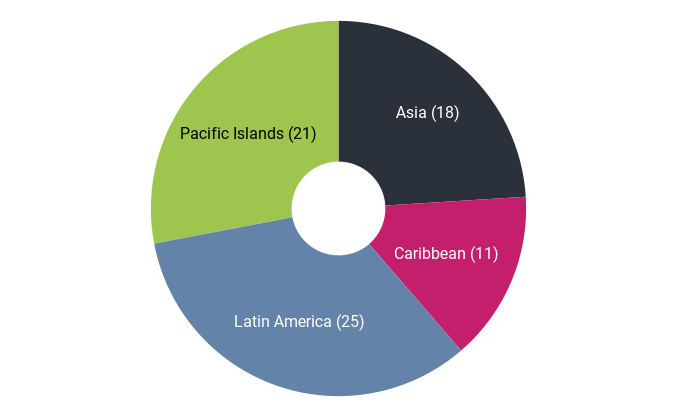 Asia (18)
Pacific Islands (21)
Caribbean (11)
Latin America (25)